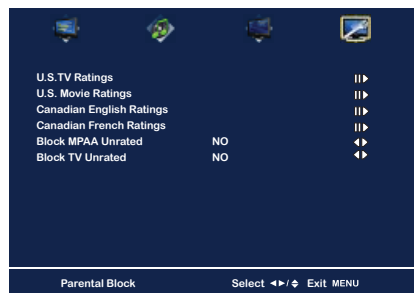 U.S.TV Ratings
U.S. Movie Ratings
Canadian English Ratings
Canadian French Ratings
Block MPAA Unrated NO
Block TV Unrated NO
Parental Block Select ◄►/◆ Exit MENU